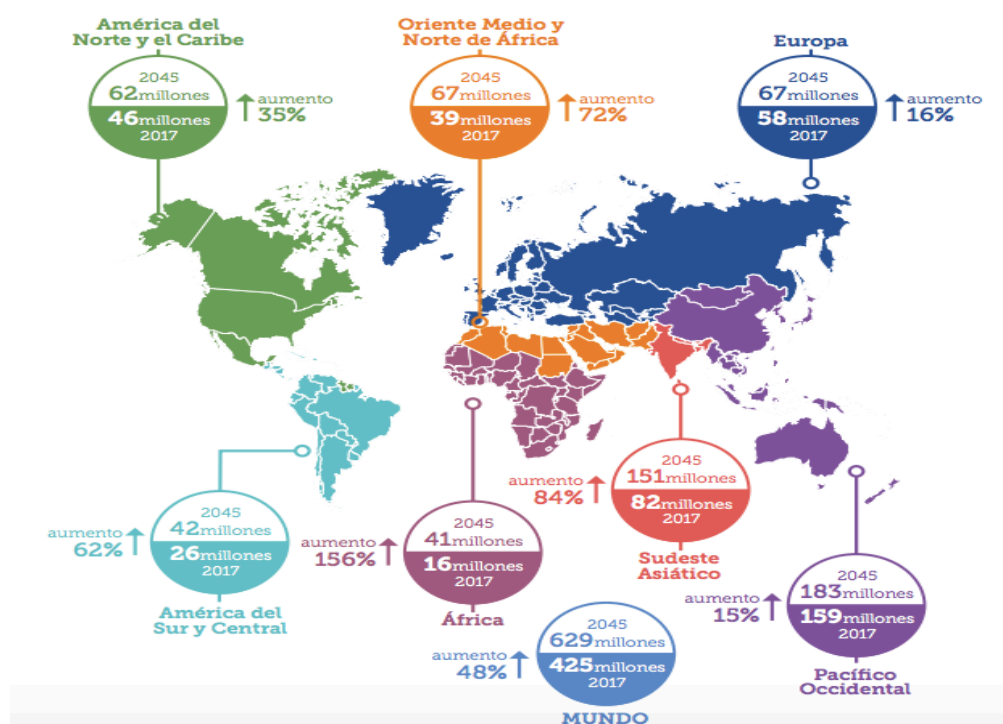 América del
Norte y el Caribe
2045
62millones
46millones
2017
aumento
35%
Oriente Medio y
Norte de África
2045
67millones
39millones
2017
aumento
72%
Europa
2045
67millones
58millones
2017
aumento
16%
aumento
62%
2045
42millones
26millones
2017
América del
Sur y Central
aumento
156%
2045
41millones
16millones
2017
África
aumento
84%
2045
151millones
82millones
2017
Sudeste
Asiático
aumento
48%
2045
629millones
425millones
2017
MUNDO
aumento
15%
2045
183millones
159millones
2017
Pacífico
Occidental